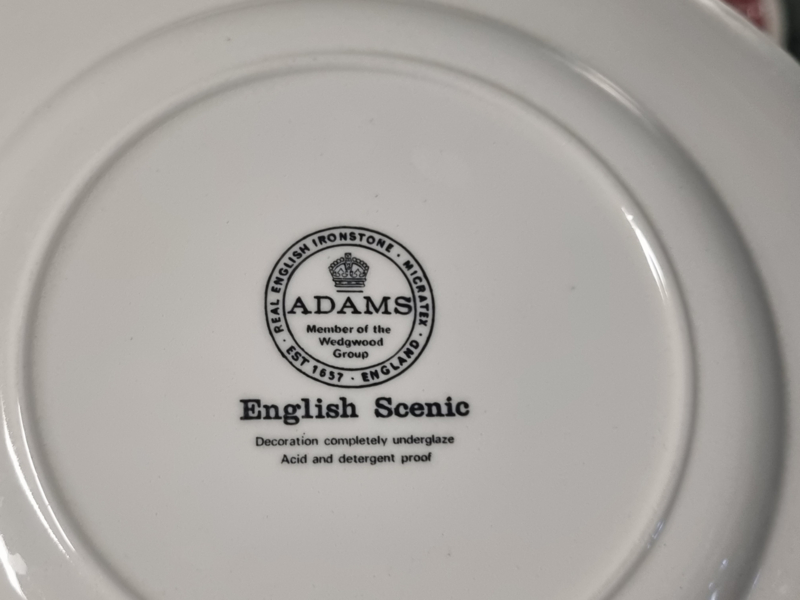 REAL ENGLISH IRONSTONE · MICRATEX
ADAMS
Member of the
Wedgwood
Group
· EST 1657 · ENGLAND ·
English Scenic
Decoration completely underglaze
Acid and detergent proof